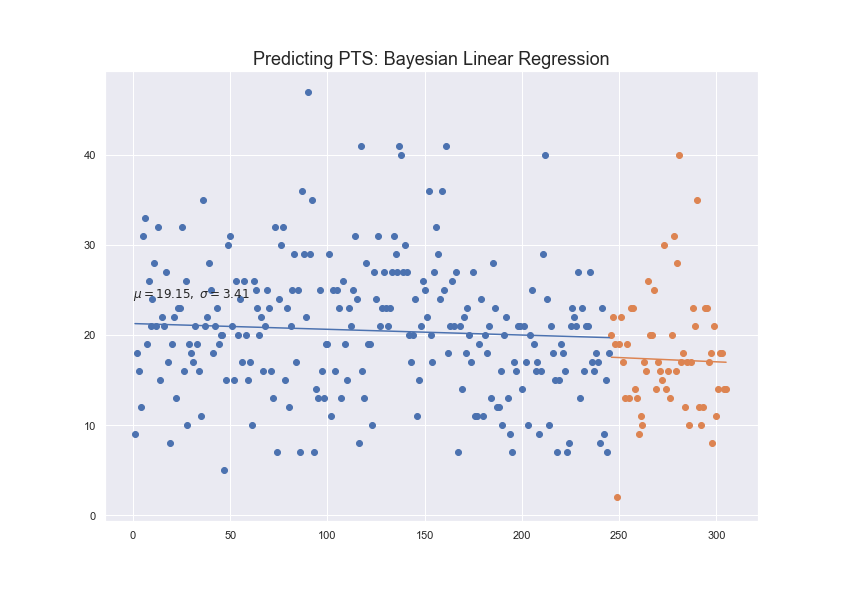 Predicting PTS: Bayesian Linear Regression
40
30
μ = 19.15, σ = 3.41
20
10
0
0 50 100 150 200 250 300